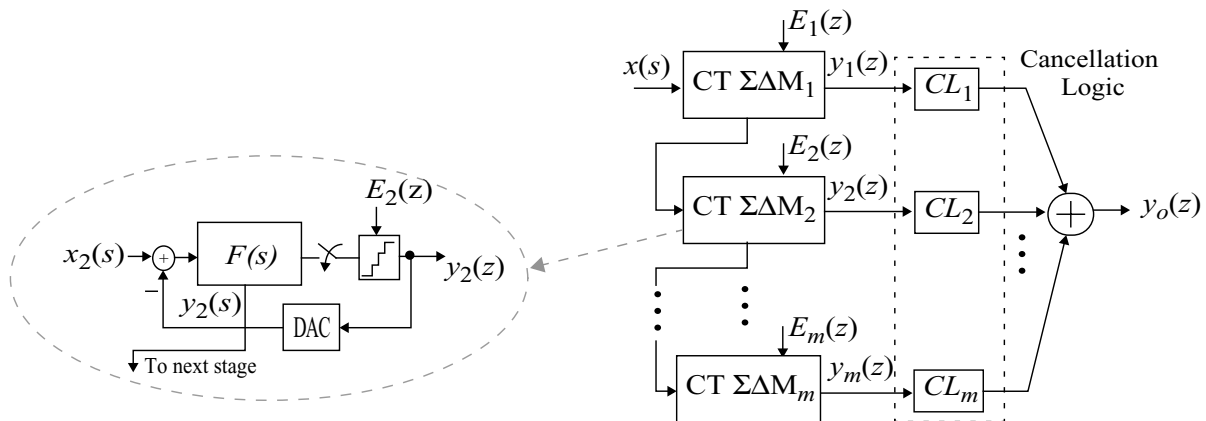 E1(z)
x(s)
CT ΣΔM1
y1(z)
CL1
Cancellation
Logic
E2(z)
CT ΣΔM2
y2(z)
CL2
yo(z)
Em(z)
CT ΣΔMm
ym(z)
CLm
E2(z)
x2(s)
+
F(s)
y2(z)
−
y2(s)
DAC
To next stage